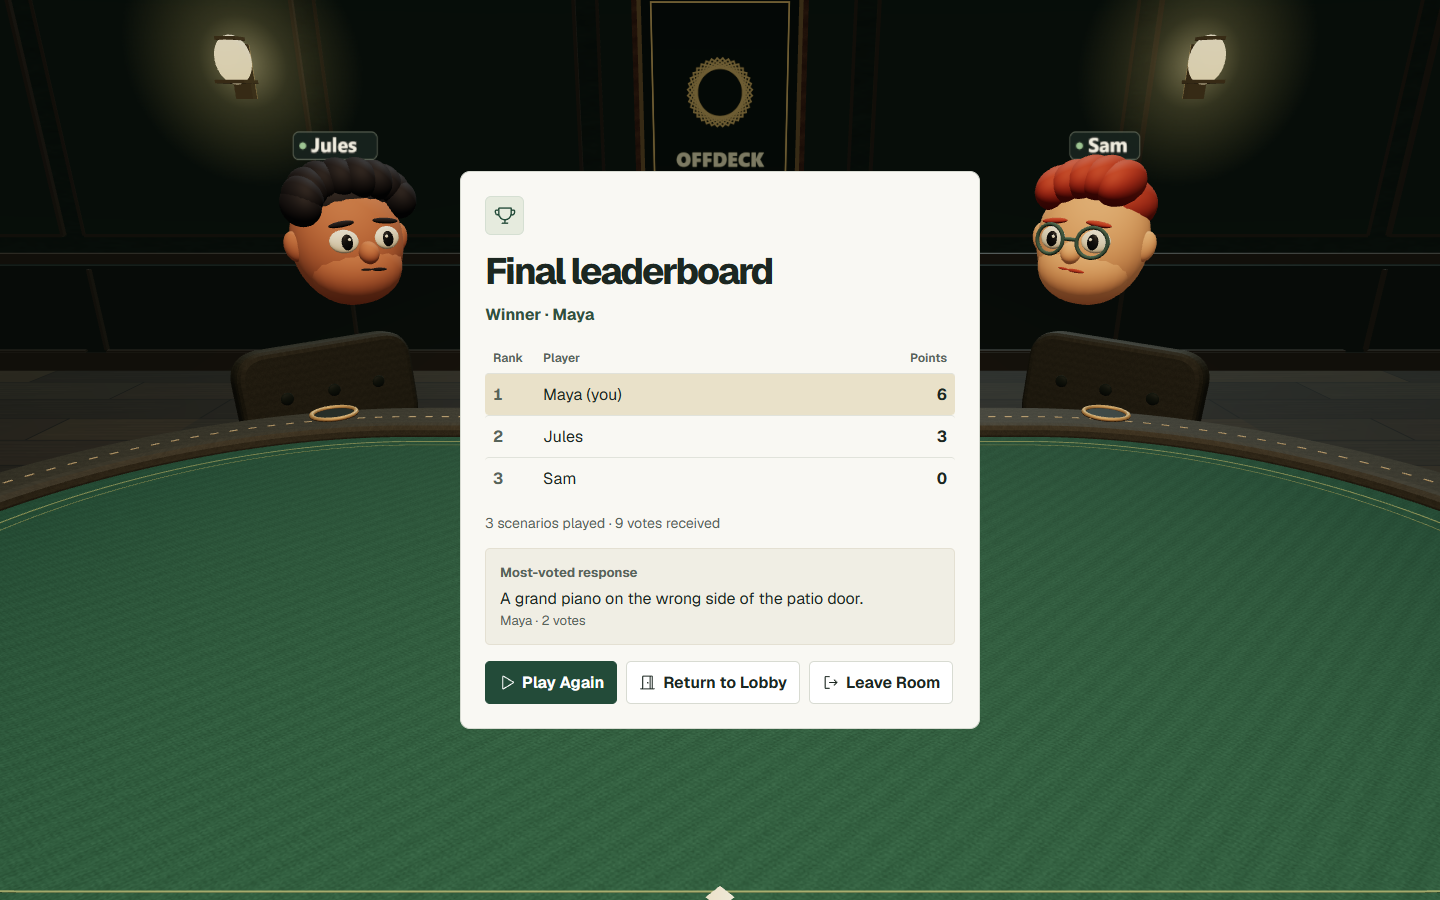 OFFDECK
Jules
Sam
Final leaderboard
Winner · Maya
Rank Player Points
1 Maya (you) 6
2 Jules 3
3 Sam 0
3 scenarios played · 9 votes received
Most-voted response
A grand piano on the wrong side of the patio door.
Maya · 2 votes
Play Again Return to Lobby Leave Room